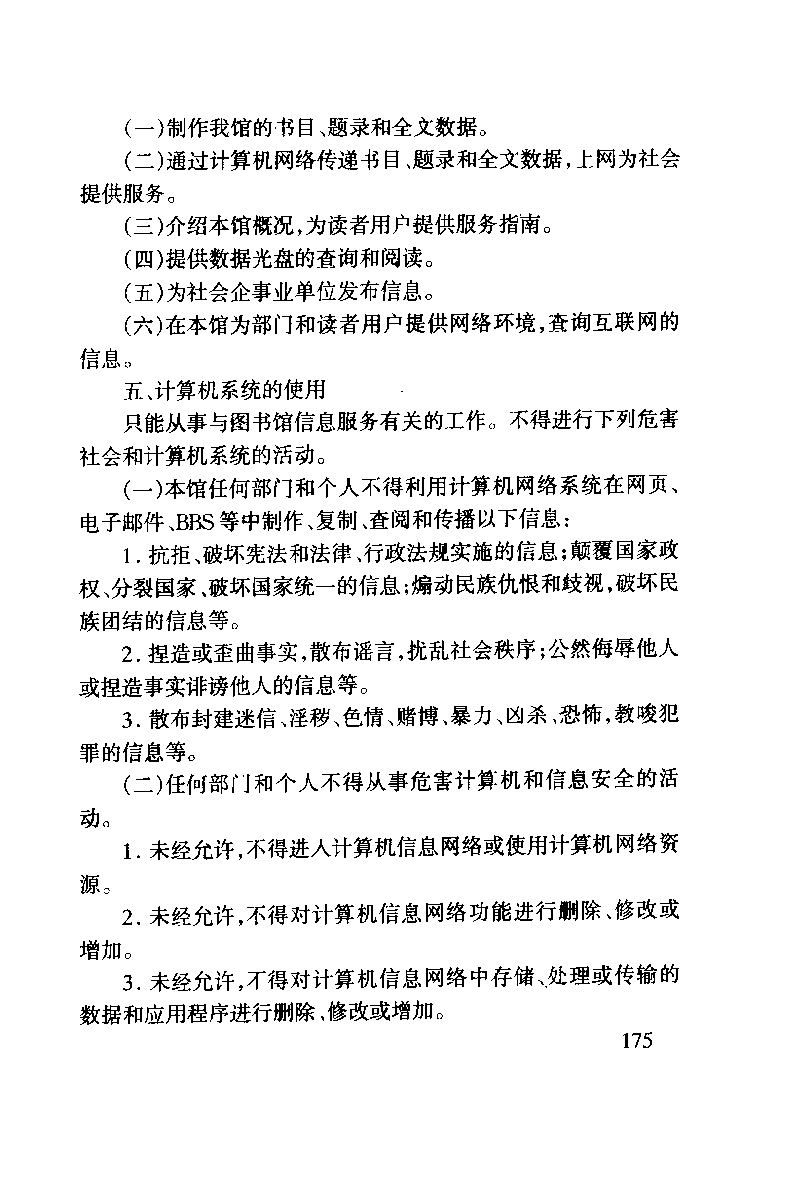 (一)制作我馆的书目、题录和全文数据。
(二)通过计算机网络传递书目、题录和全文数据,上网为社会
提供服务。
(三)介绍本馆概况,为读者用户提供服务指南。
(四)提供数据光盘的查询和阅读。
(五)为社会企事业单位发布信息。
(六)在本馆为部门和读者用户提供网络环境,查询互联网的
信息。
五、计算机系统的使用
只能从事与图书馆信息服务有关的工作。不得进行下列危害
社会和计算机系统的活动。
(一)本馆任何部门和个人不得利用计算机网络系统在网页、
电子邮件、BBS等中制作、复制、查阅和传播以下信息:
1. 抗拒、破坏宪法和法律、行政法规实施的信息;颠覆国家政
权、分裂国家、破坏国家统一的信息;煽动民族仇恨和歧视,破坏民
族团结的信息等。
2. 捏造或歪曲事实,散布谣言,扰乱社会秩序;公然侮辱他人
或捏造事实诽谤他人的信息等。
3. 散布封建迷信、淫秽、色情、赌博、暴力、凶杀、恐怖,教唆犯
罪的信息等。
(二)任何部门和个人不得从事危害计算机和信息安全的活
动。
1. 未经允许,不得进入计算机信息网络或使用计算机网络资
源。
2. 未经允许,不得对计算机信息网络功能进行删除、修改或
增加。
3. 未经允许,不得对计算机信息网络中存储、处理或传输的
数据和应用程序进行删除、修改或增加。
175